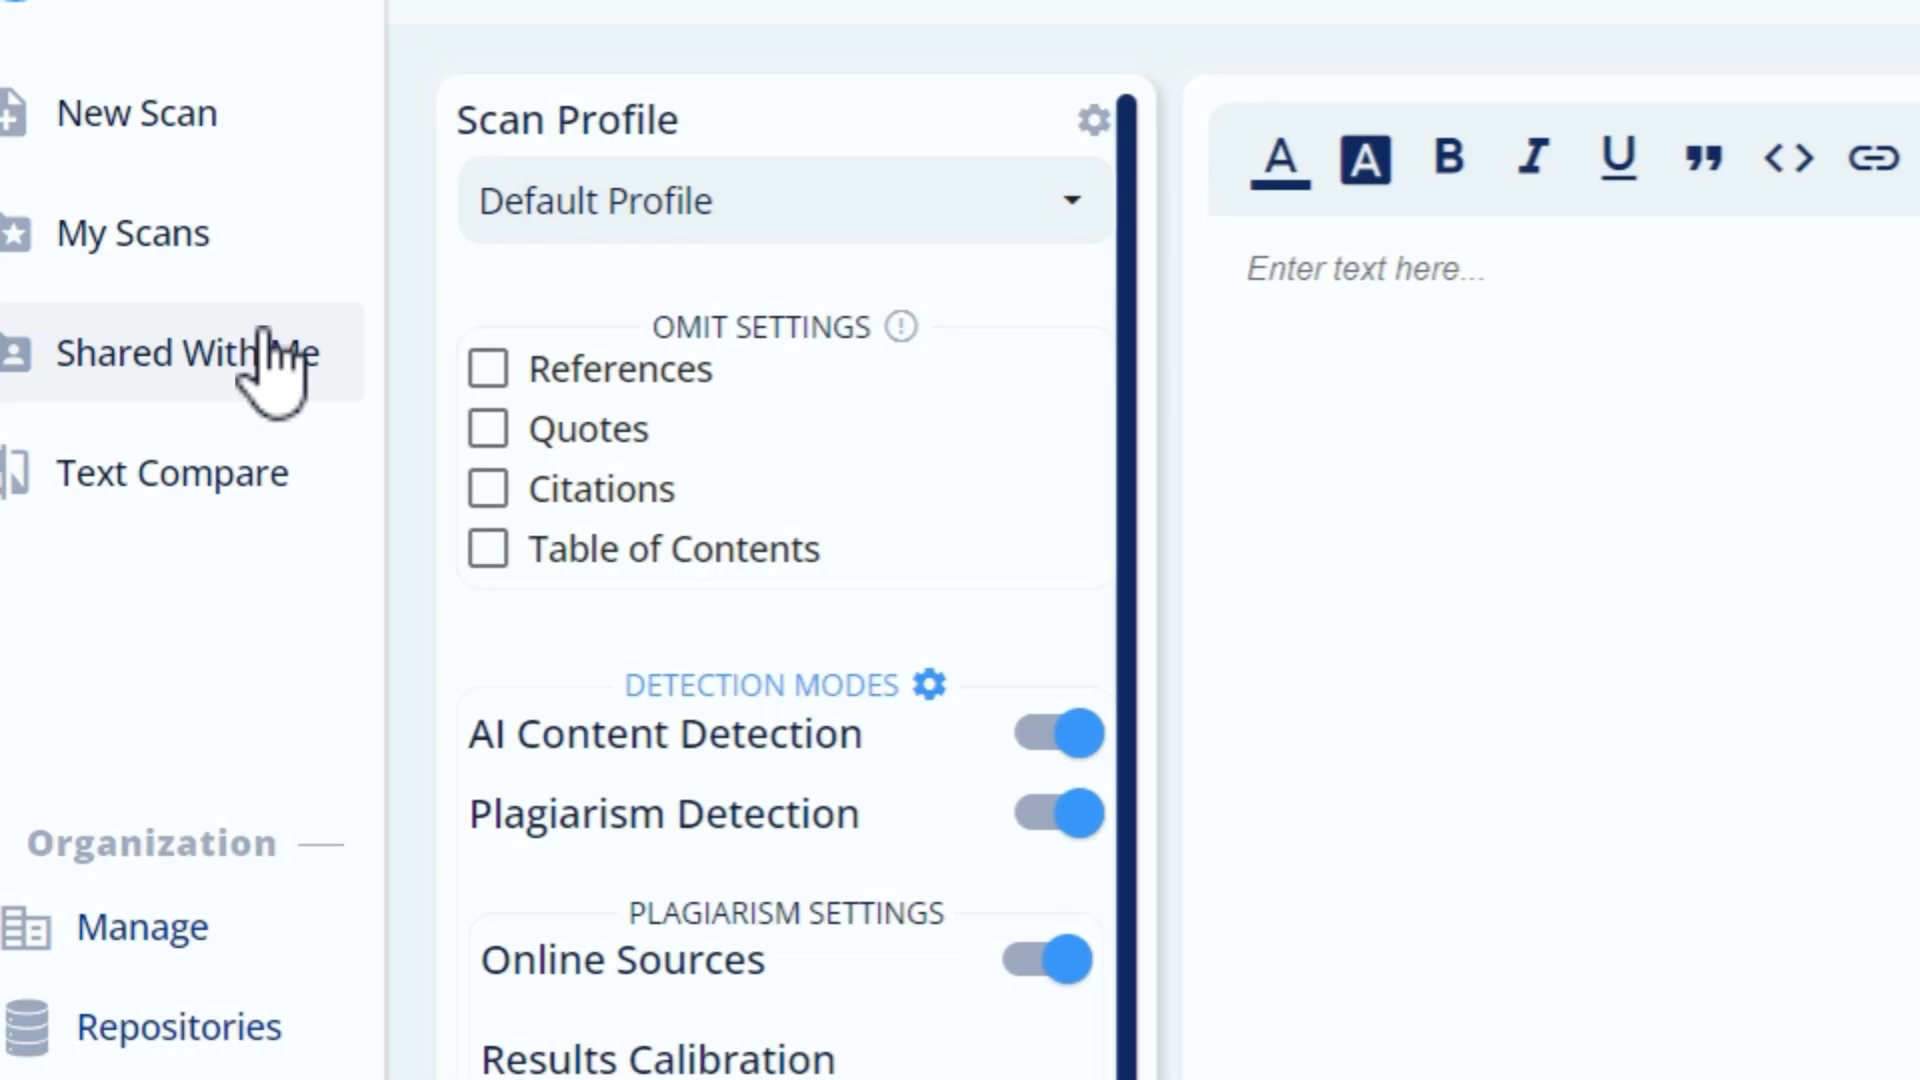 New Scan
My Scans
Shared With Me
Text Compare
Organization
Manage
Repositories
Scan Profile
Default Profile
OMIT SETTINGS
References
Quotes
Citations
Table of Contents
DETECTION MODES
AI Content Detection
Plagiarism Detection
PLAGIARISM SETTINGS
Online Sources
Results Calibration
A A B I U
Enter text here...